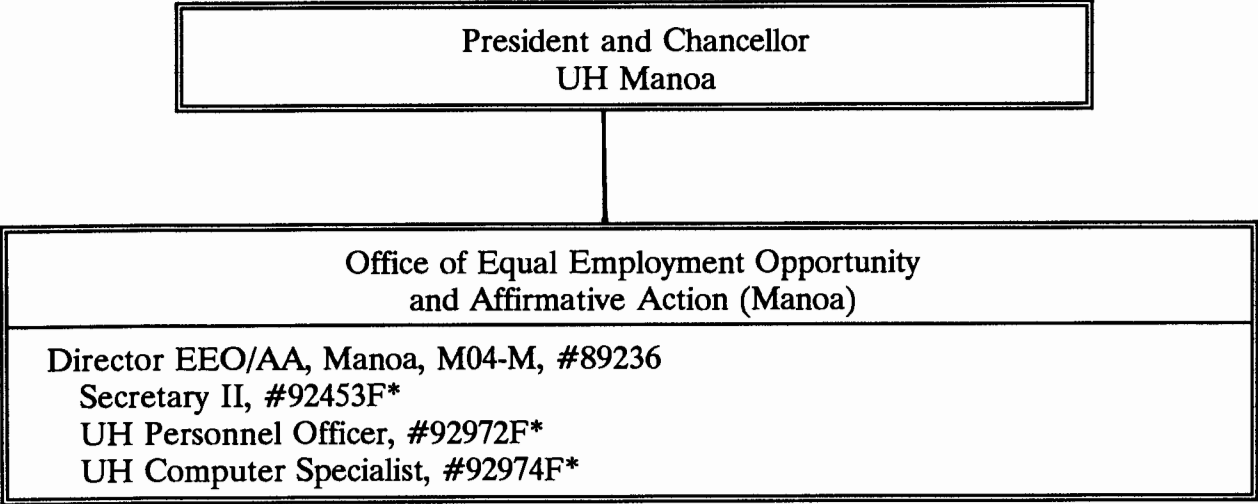 President and Chancellor
UH Manoa
Office of Equal Employment Opportunity
and Affirmative Action (Manoa)
Director EEO/AA, Manoa, M04-M, #89236
Secretary II, #92453F*
UH Personnel Officer, #92972F*
UH Computer Specialist, #92974F*